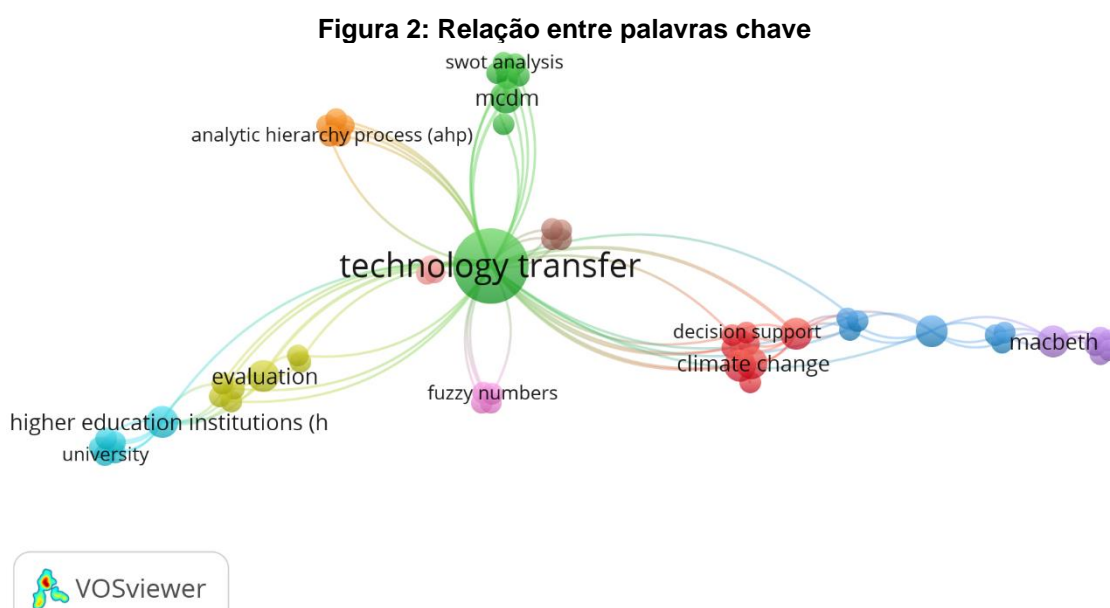 Figura 2: Relação entre palavras chave
swot analysis
mcdm
analytic hierarchy process (ahp)
technology transfer
decision support
macbeth
climate change
evaluation
fuzzy numbers
higher education institutions (h
university
VOSviewer